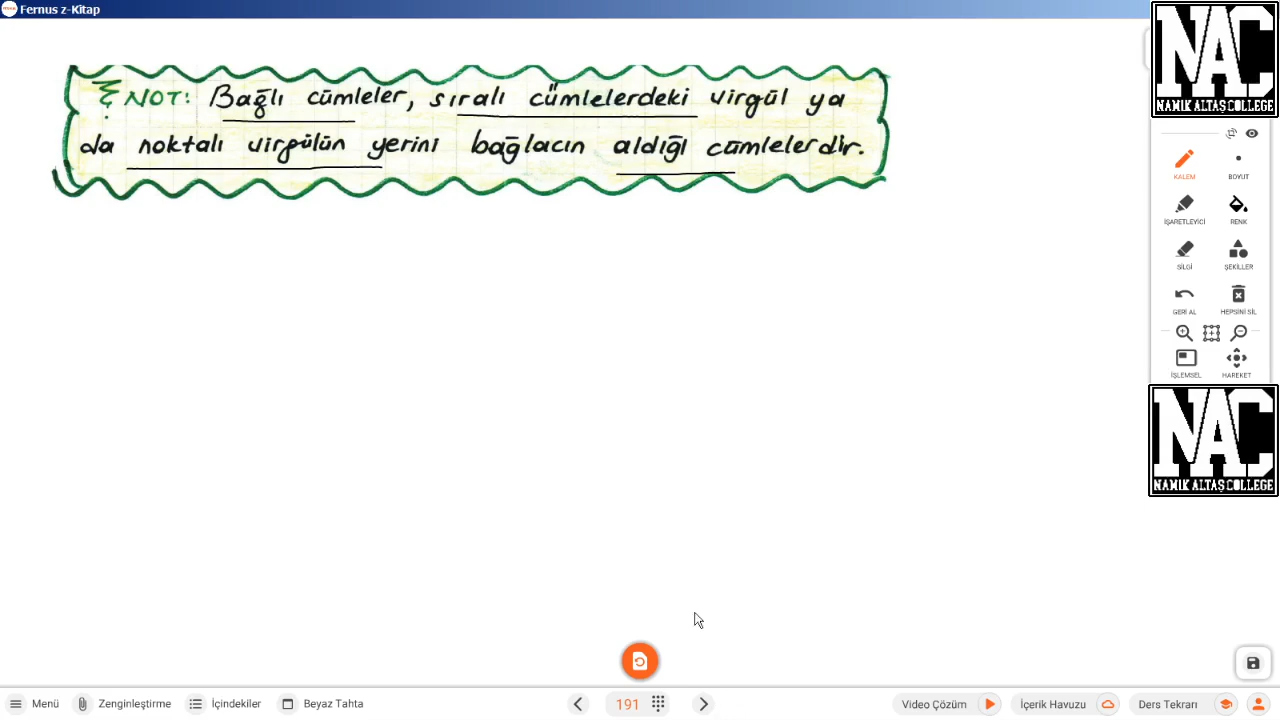 Fernus z-Kitap
NAC
NAMIK ALTAŞ COLLEGE
NOT: Bağlı cümleler, sıralı cümlelerdeki virgül ya
da noktalı virgülün yerini bağlacın aldığı cümlelerdir.
KALEM
BOYUT
İŞARETLEYİCİ
RENK
SİLGİ
ŞEKİLLER
GERİ AL
HEPSİNİ SİL
İŞLEMSEL
HAREKET
NAC
NAMIK ALTAŞ COLLEGE
Menü
Zenginleştirme
İçindekiler
Beyaz Tahta
191
Video Çözüm
İçerik Havuzu
Ders Tekrarı